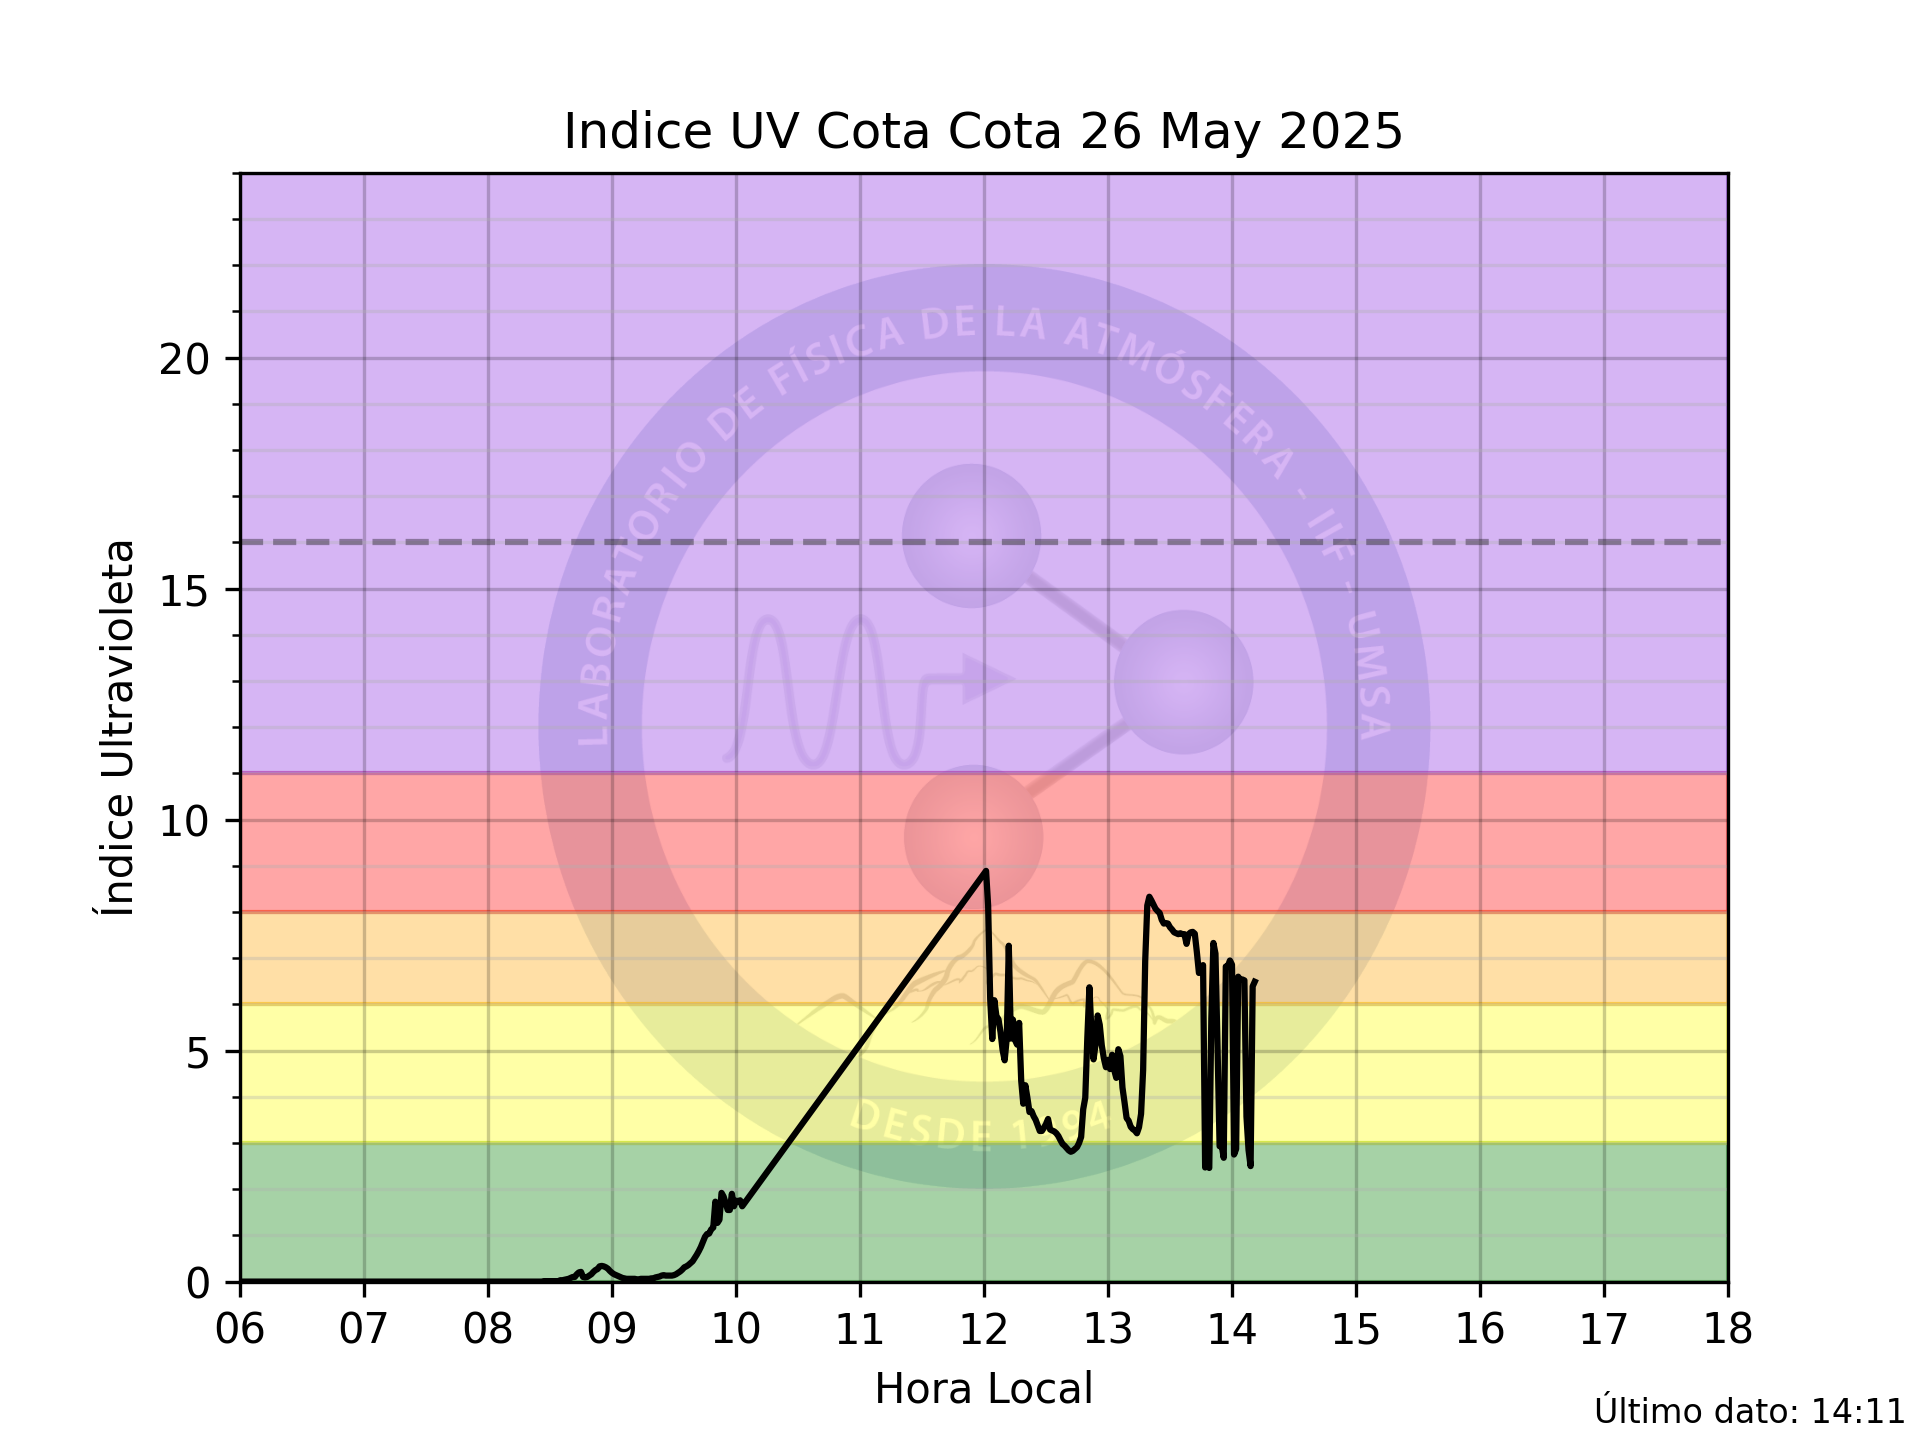 Indice UV Cota Cota 26 May 2025
LABORATORIO DE FÍSICA DE LA ATMÓSFERA - IIF - UMSA
20
15
10
5
0
Índice Ultravioleta
DESDE 1994
06 07 08 09 10 11 12 13 14 15 16 17 18
Hora Local
Último dato: 14:11